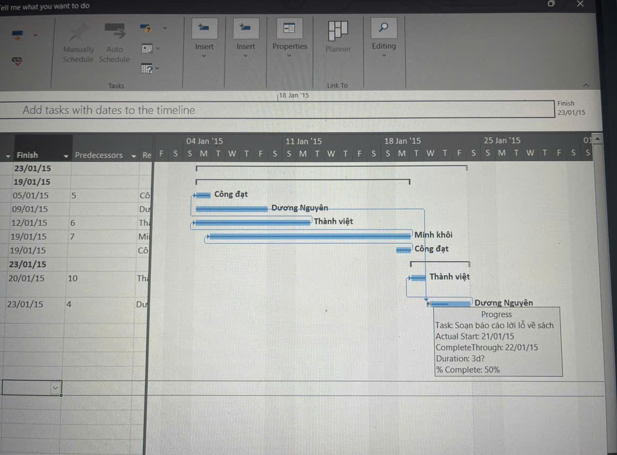 Tell me what you want to do
Manually Schedule
Auto Schedule
Insert
Insert
Properties
Planner
Editing
Tasks
Link To
18 Jan '15
Add tasks with dates to the timeline
Finish
23/01/15
04 Jan '15 11 Jan '15 18 Jan '15 25 Jan '15 01
Finish Predecessors Re F S S M T W T F S S M T W T F S S M T W T F S S M T W T F S S
23/01/15
19/01/15
05/01/15 5 Cô Công đạt
09/01/15 Dư Dương Nguyên
12/01/15 6 Thà Thành việt
19/01/15 7 Mi Minh khôi
19/01/15 Cô Công đạt
23/01/15
20/01/15 10 Thà Thành việt
23/01/15 4 Dư Dương Nguyên
Progress
Task: Soạn báo cáo lời lỗ về sách
Actual Start: 21/01/15
CompleteThrough: 22/01/15
Duration: 3d?
% Complete: 50%